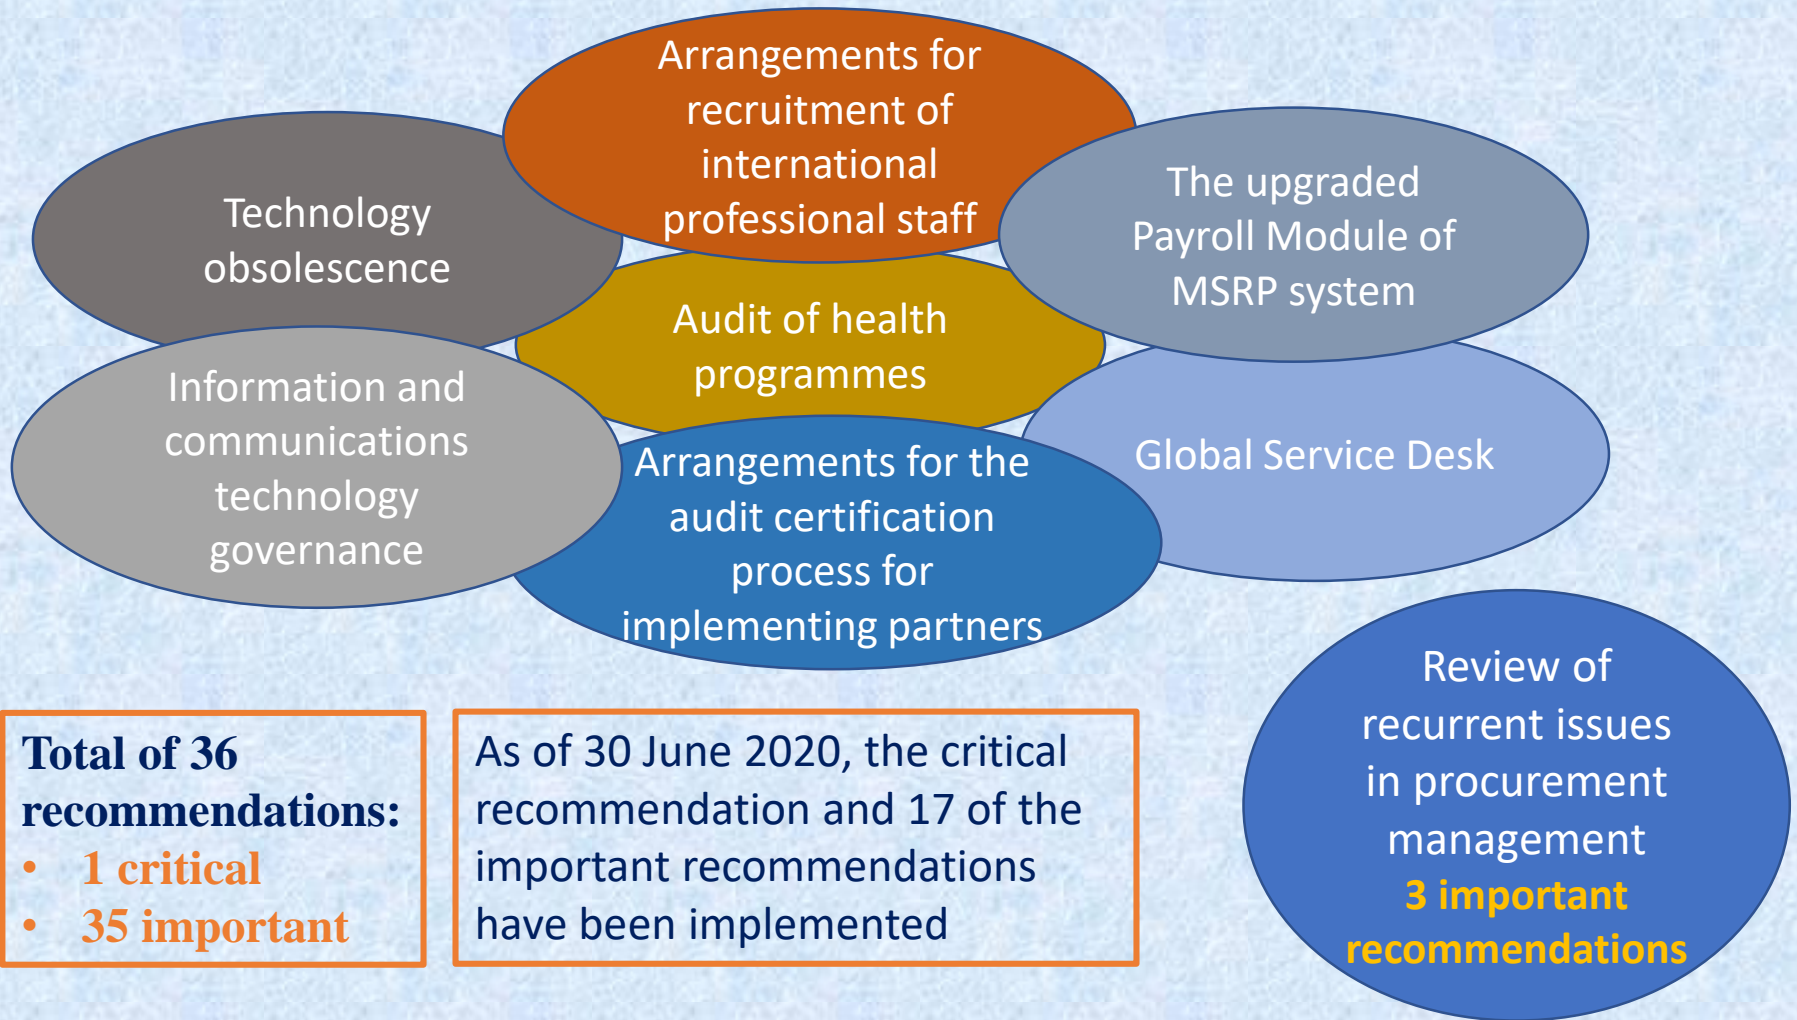 Arrangements for
recruitment of
international
professional staff
Technology
obsolescence
The upgraded
Payroll Module of
MSRP system
Audit of health
programmes
Information and
communications
technology
governance
Global Service Desk
Arrangements for the
audit certification
process for
implementing partners
Review of
recurrent issues
in procurement
management
3 important
recommendations
Total of 36
recommendations:
• 1 critical
• 35 important
As of 30 June 2020, the critical
recommendation and 17 of the
important recommendations
have been implemented